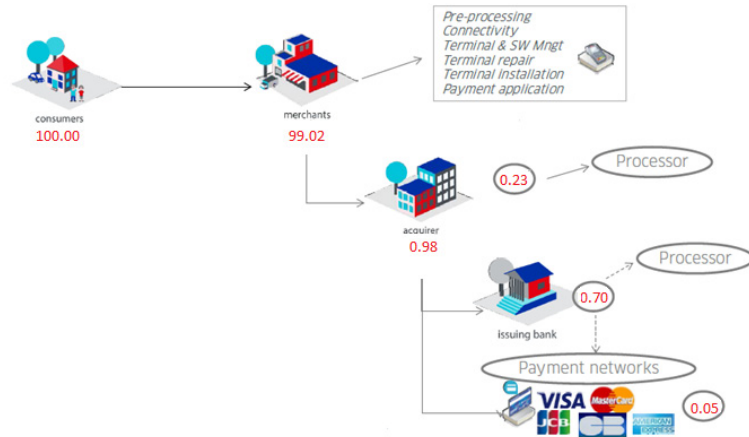 Pre-processing
Connectivity
Terminal & SW Mngt
Terminal repair
Terminal installation
Payment application
consumers
100.00
merchants
99.02
0.23
Processor
acquirer
0.98
Processor
0.70
issuing bank
Payment networks
VISA MasterCard
0.05
JCB CB AMERICAN EXPRESS